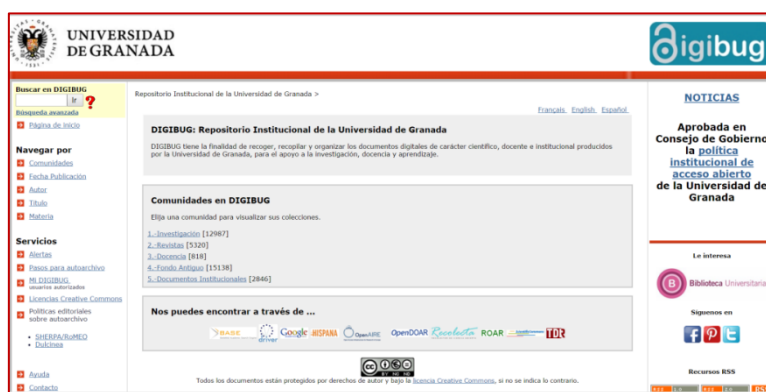 UNIVERSIDAD
DE GRANADA
digibug
Buscar en DIGIBUG
Ir ?
Búsqueda avanzada
Página de inicio
Navegar por
Comunidades
Fecha Publicación
Autor
Título
Materia
Servicios
Alertas
Pasos para autoarchivo
Mi DIGIBUG
usuarios autorizados
Licencias Creative Commons
Políticas editoriales
sobre autoarchivo
SHERPA/RoMEO
Dulcinea
Ayuda
Contacto
Repositorio Institucional de la Universidad de Granada >
Français English Español
DIGIBUG: Repositorio Institucional de la Universidad de Granada
DIGIBUG tiene la finalidad de recoger, recopilar y organizar los documentos digitales de carácter científico, docente e institucional producidos
por la Universidad de Granada, para el apoyo a la investigación, docencia y aprendizaje.
Comunidades en DIGIBUG
Elija una comunidad para visualizar sus colecciones.
1.-Investigación [12987]
2.-Revistas [5320]
3.-Docencia [818]
4.-Fondo Antiguo [15138]
5.-Documentos Institucionales [2846]
Nos puedes encontrar a través de ...
BASE driver Google HISPANA OpenAIRE OpenDOAR Recolecta ROAR TDR
BY NC ND
Todos los documentos están protegidos por derechos de autor y bajo la licencia Creative Commons, si no se indica lo contrario.
NOTICIAS
Aprobada en
Consejo de Gobierno
la política
institucional de
acceso abierto
de la Universidad de
Granada
Le interesa
B Biblioteca Universitaria
Síguenos en
Recursos RSS